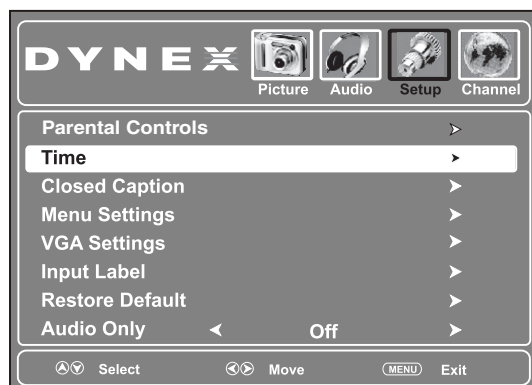 DYNEX
Picture Audio Setup Channel
Parental Controls
Time
Closed Caption
Menu Settings
VGA Settings
Input Label
Restore Default
Audio Only Off
Select Move MENU Exit